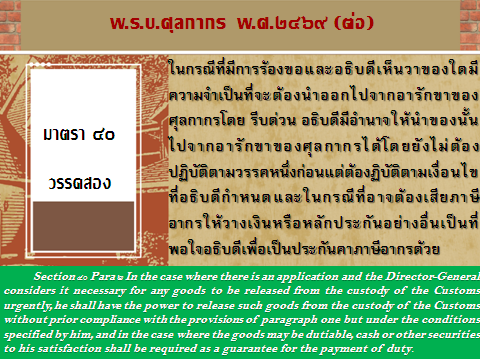 พ.ร.บ.ศุลกากร พ.ศ.๒๔๖๙ (ต่อ)
มาตรา ๔๐
วรรคสอง
ในกรณีที่มีการร้องขอและอธิบดีเห็นว่าของใดมี
ความจำเป็นที่จะต้องนำออกไปจากอารักขาของ
ศุลกากรโดย รีบด่วน อธิบดีมีอำนาจให้นำของนั้น
ไปจากอารักขาของศุลกากรได้โดยยังไม่ต้อง
ปฏิบัติตามวรรคหนึ่งก่อนแต่ต้องฏิบัติตามเงื่อนไข
ที่อธิบดีกำหนด และในกรณีที่อาจต้องเสียภาษี
อากรให้วางเงินหรือหลักประกันอย่างอื่นเป็นที่
พอใจอธิบดีเพื่อเป็นประกันค่าภาษีอากรด้วย
Section ๔๐ Para๒ In the case where there is an application and the Director-General
considers it necessary for any goods to be released from the custody of the Customs
urgently, he shall have the power to release such goods from the custody of the Customs
without prior compliance with the provisions of paragraph one but under the conditions
specified by him, and in the case where the goods may be dutiable, cash or other securities
to his satisfaction shall be required as a guarantee for the payment of duty.